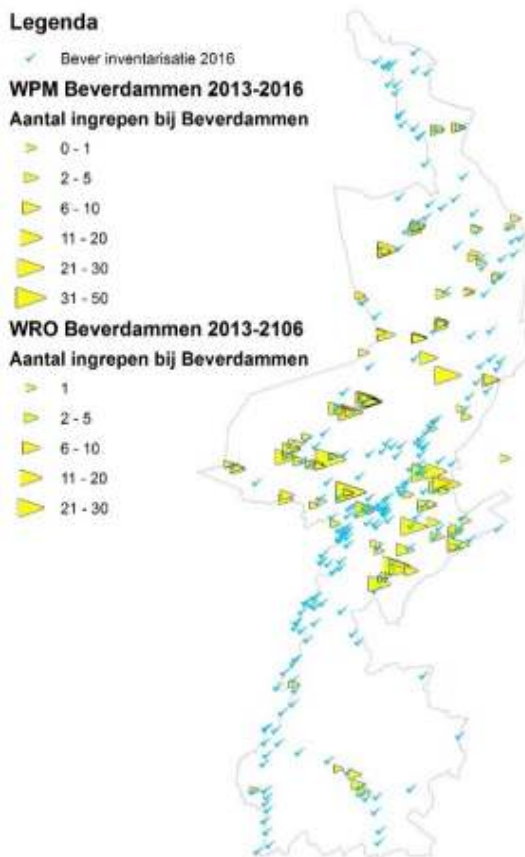 Legenda
Bever inventarisatie 2016
WPM Beverdammen 2013-2016
Aantal ingrepen bij Beverdammen
0 - 1
2 - 5
6 - 10
11 - 20
21 - 30
31 - 50
WRO Beverdammen 2013-2106
Aantal ingrepen bij Beverdammen
1
2 - 5
6 - 10
11 - 20
21 - 30